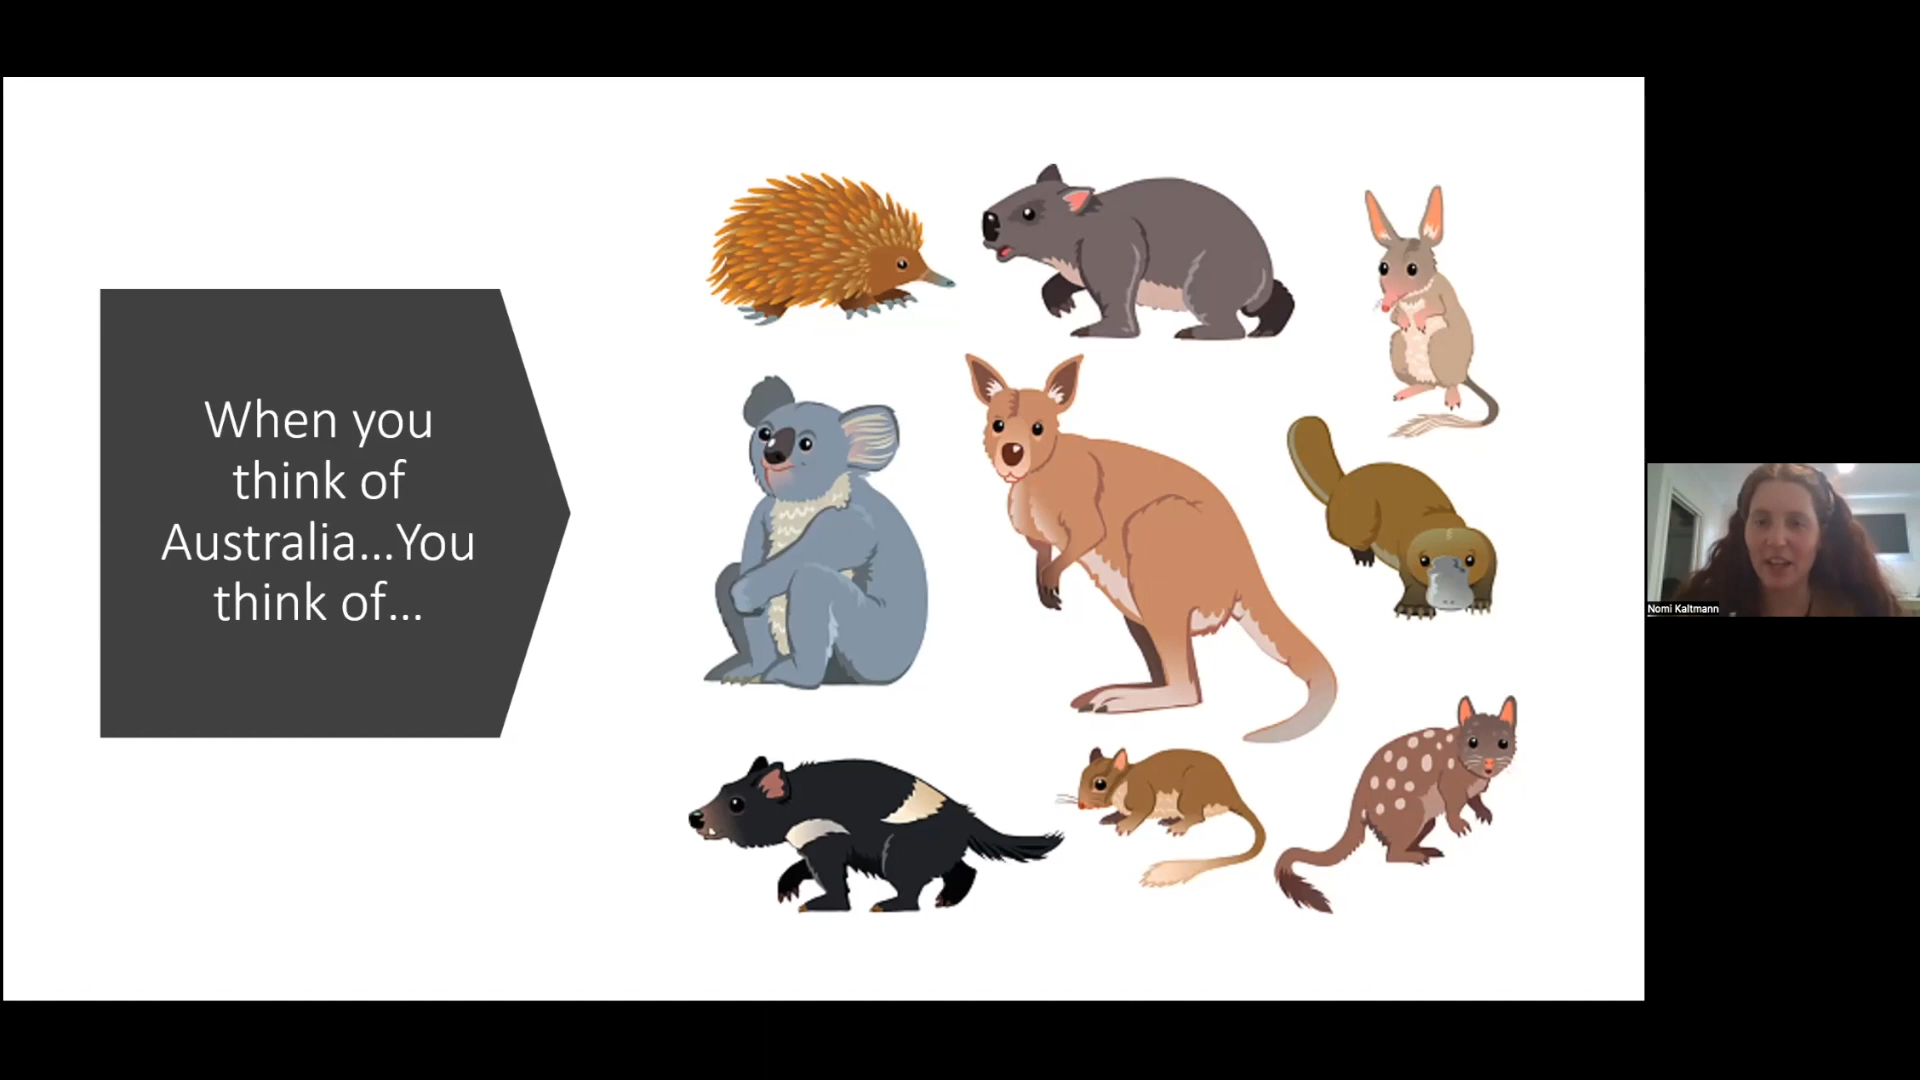 When you
think of
Australia...You
think of...
Nomi Kaltmann